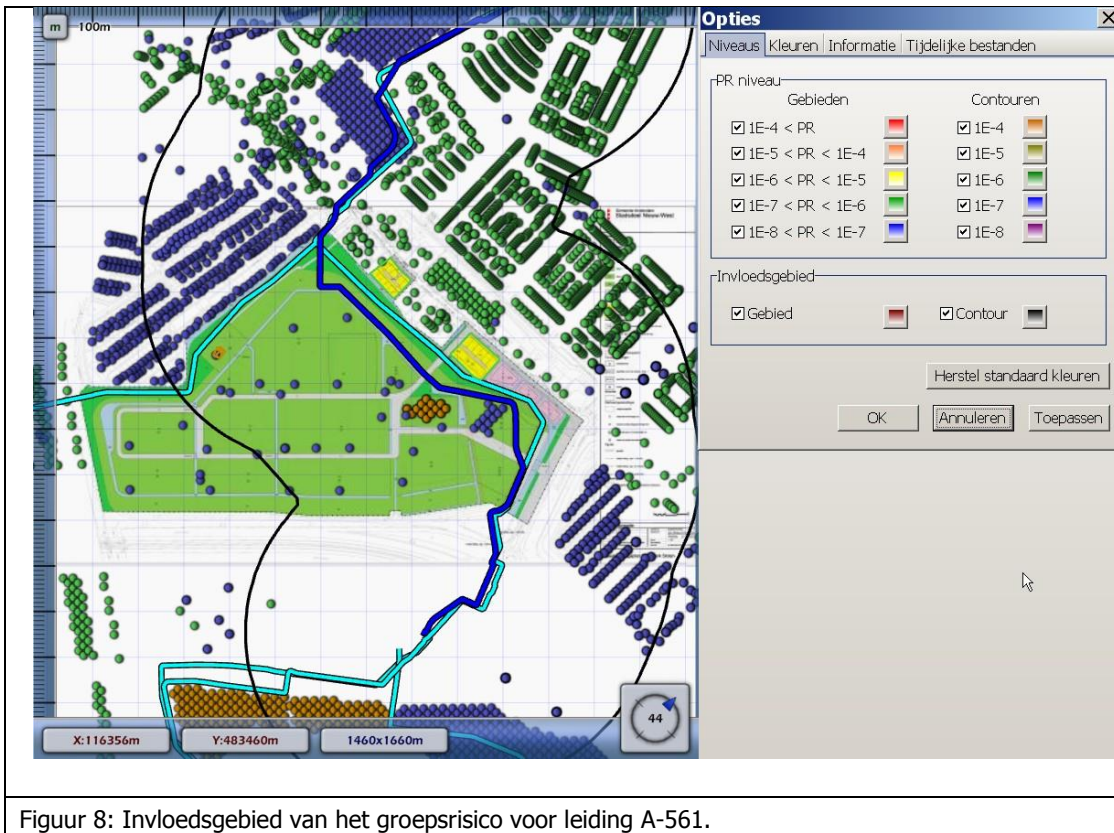 m
100m
Stadsdeel Nieuw-West
X:116356m
Y:483460m
1460x1660m
44
Opties
Niveaus
Kleuren
Informatie
Tijdelijke bestanden
PR niveau
Gebieden
Contouren
1E-4 < PR
1E-4
1E-5 < PR < 1E-4
1E-5
1E-6 < PR < 1E-5
1E-6
1E-7 < PR < 1E-6
1E-7
1E-8 < PR < 1E-7
1E-8
Invloedsgebied
Gebied
Contour
Herstel standaard kleuren
OK
Annuleren
Toepassen
Figuur 8: Invloedsgebied van het groepsrisico voor leiding A-561.